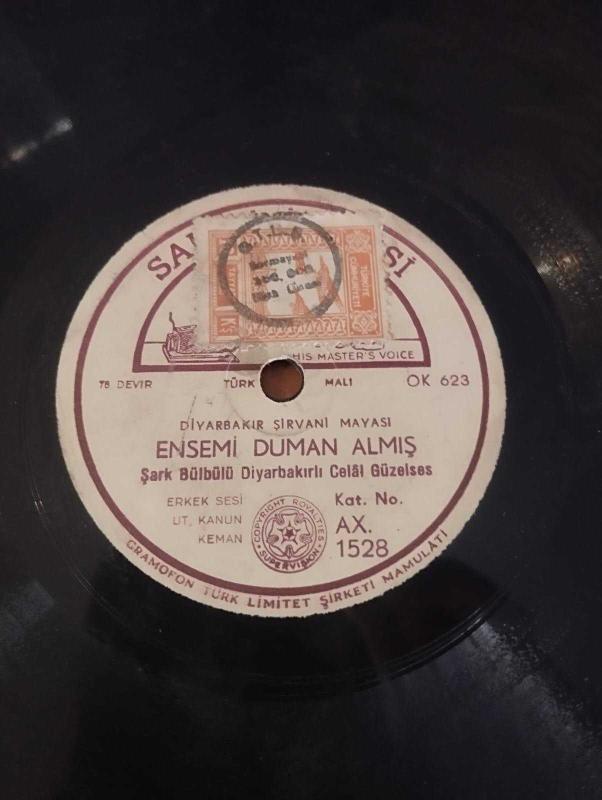 SA Sİ
TÜRKİYE CÜMHURİYETİ
G.T.L.Ş
HIS MASTER'S VOICE
78 DEVIR TÜRK MALI OK 623
DİYARBAKIR ŞİRVANİ MAYASI
ENSEMİ DUMAN ALMIŞ
Şark Bülbülü Diyarbakırlı Celâl Güzelses
ERKEK SESİ Kat. No.
UT, KANUN AX.
KEMAN 1528
COPYRIGHT ROYALTIES
SUPERVISION
GRAMOFON TÜRK LİMİTET ŞİRKETİ MAMULÂTI